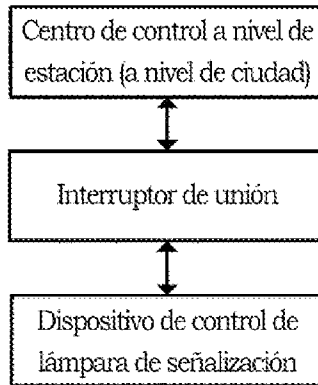 Centro de control a nivel de
estación (a nivel de ciudad)
Interruptor de unión
Dispositivo de control de
lámpara de señalización